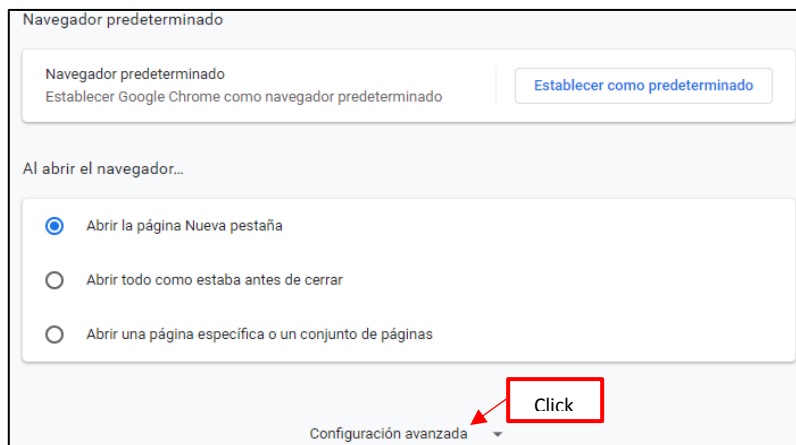 Navegador predeterminado
Navegador predeterminado
Establecer Google Chrome como navegador predeterminado
Establecer como predeterminado
Al abrir el navegador...
Abrir la página Nueva pestaña
Abrir todo como estaba antes de cerrar
Abrir una página específica o un conjunto de páginas
Click
Configuración avanzada